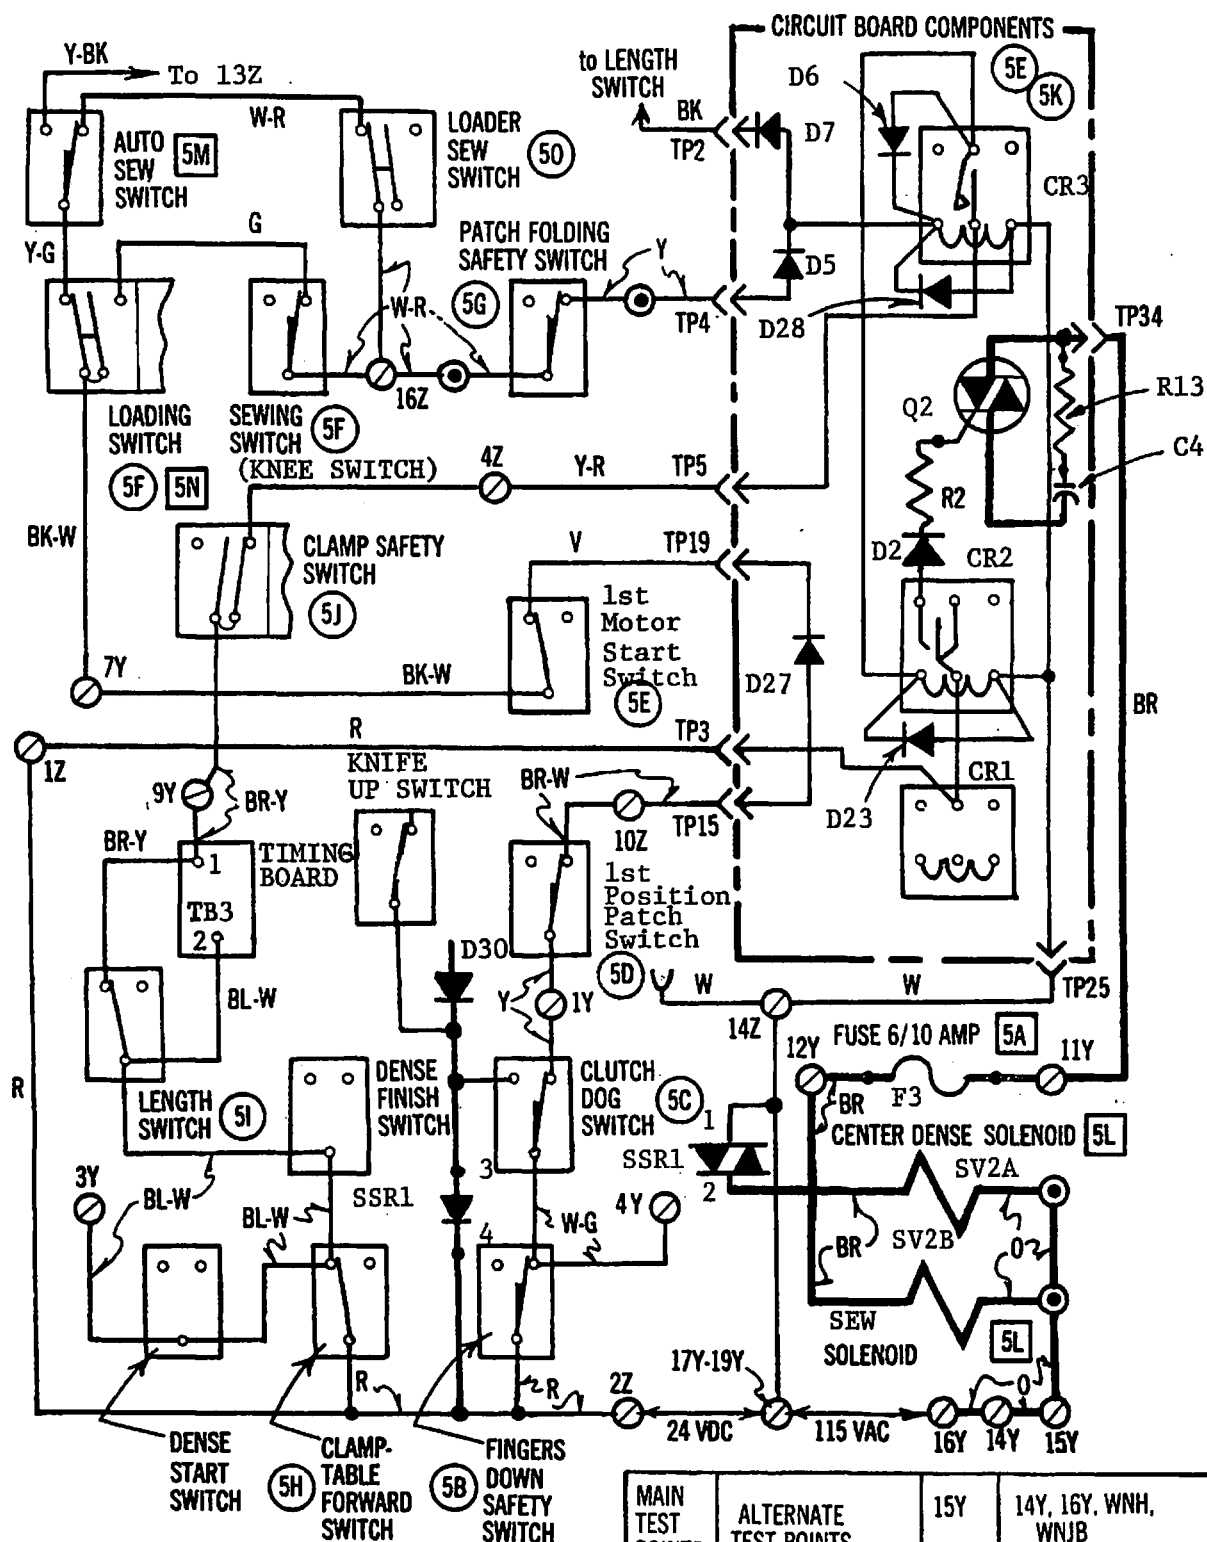 CIRCUIT BOARD COMPONENTS
Y-BK
To 13Z
W-R
to LENGTH
SWITCH
BK
TP2
D7
D6
5E
5K
CR3
AUTO
SEW
SWITCH
5M
LOADER
SEW
SWITCH
50
G
Y-G
PATCH FOLDING
SAFETY SWITCH
Y
W-R
5G
TP4
D5
D28
TP34
16Z
Q2
R13
C4
LOADING
SWITCH
5F
5N
SEWING
SWITCH
5F
(KNEE SWITCH)
4Z
Y-R
TP5
R2
BK-W
CLAMP SAFETY
SWITCH
5J
V
TP19
D2
CR2
1st
Motor
Start
Switch
5E
D27
7Y
BK-W
BR
R
TP3
1Z
KNIFE
UP SWITCH
BR-W
CR1
9Y
BR-Y
10Z
TP15
D23
BR-Y
1
TIMING
BOARD
TB3
2
1st
Position
Patch
Switch
5D
D30
BL-W
Y
1Y
W
W
TP25
14Z
FUSE 6/10 AMP
5A
12Y
11Y
F3
BR
R
LENGTH
SWITCH
5I
DENSE
FINISH
SWITCH
CLUTCH
DOG
SWITCH
5C
1
SSR1
2
CENTER DENSE SOLENOID
5L
SV2A
3Y
BL-W
SSR1
3
BL-W
4
W-G
4Y
BR
SV2B
O
SEW
SOLENOID
5L
R
R
2Z
17Y-19Y
24 VDC
115 VAC
O
16Y
14Y
15Y
DENSE
START
SWITCH
5H
CLAMP-
TABLE
FORWARD
SWITCH
5B
FINGERS
DOWN
SAFETY
SWITCH
MAIN
TEST
ALTERNATE
TEST POINTS
15Y
14Y, 16Y, WNH,
WNJB